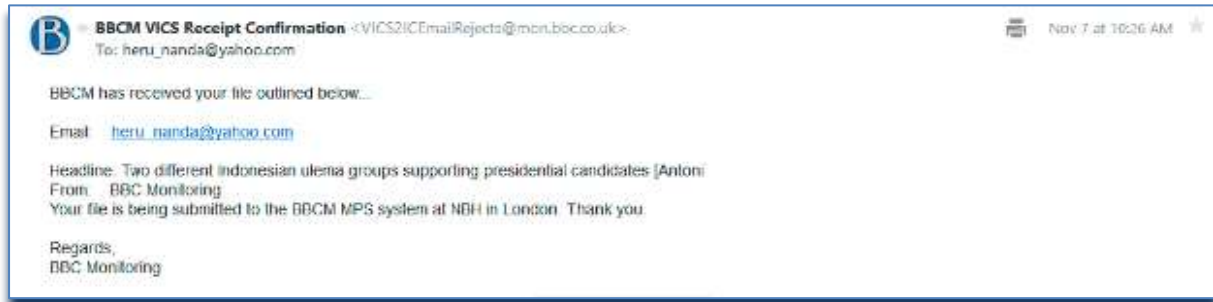 B
BBCM VICS Receipt Confirmation <VICS2ICEmailRejects@mon.bbc.co.uk>
Nov 7 at 10:26 AM
To: heru_nanda@yahoo.com
BBCM has received your file outlined below...
Email: heru_nanda@yahoo.com
Headline: Two different Indonesian ulema groups supporting presidential candidates [Antoni
From: BBC Monitoring
Your file is being submitted to the BBCM MPS system at NBH in London. Thank you.
Regards,
BBC Monitoring